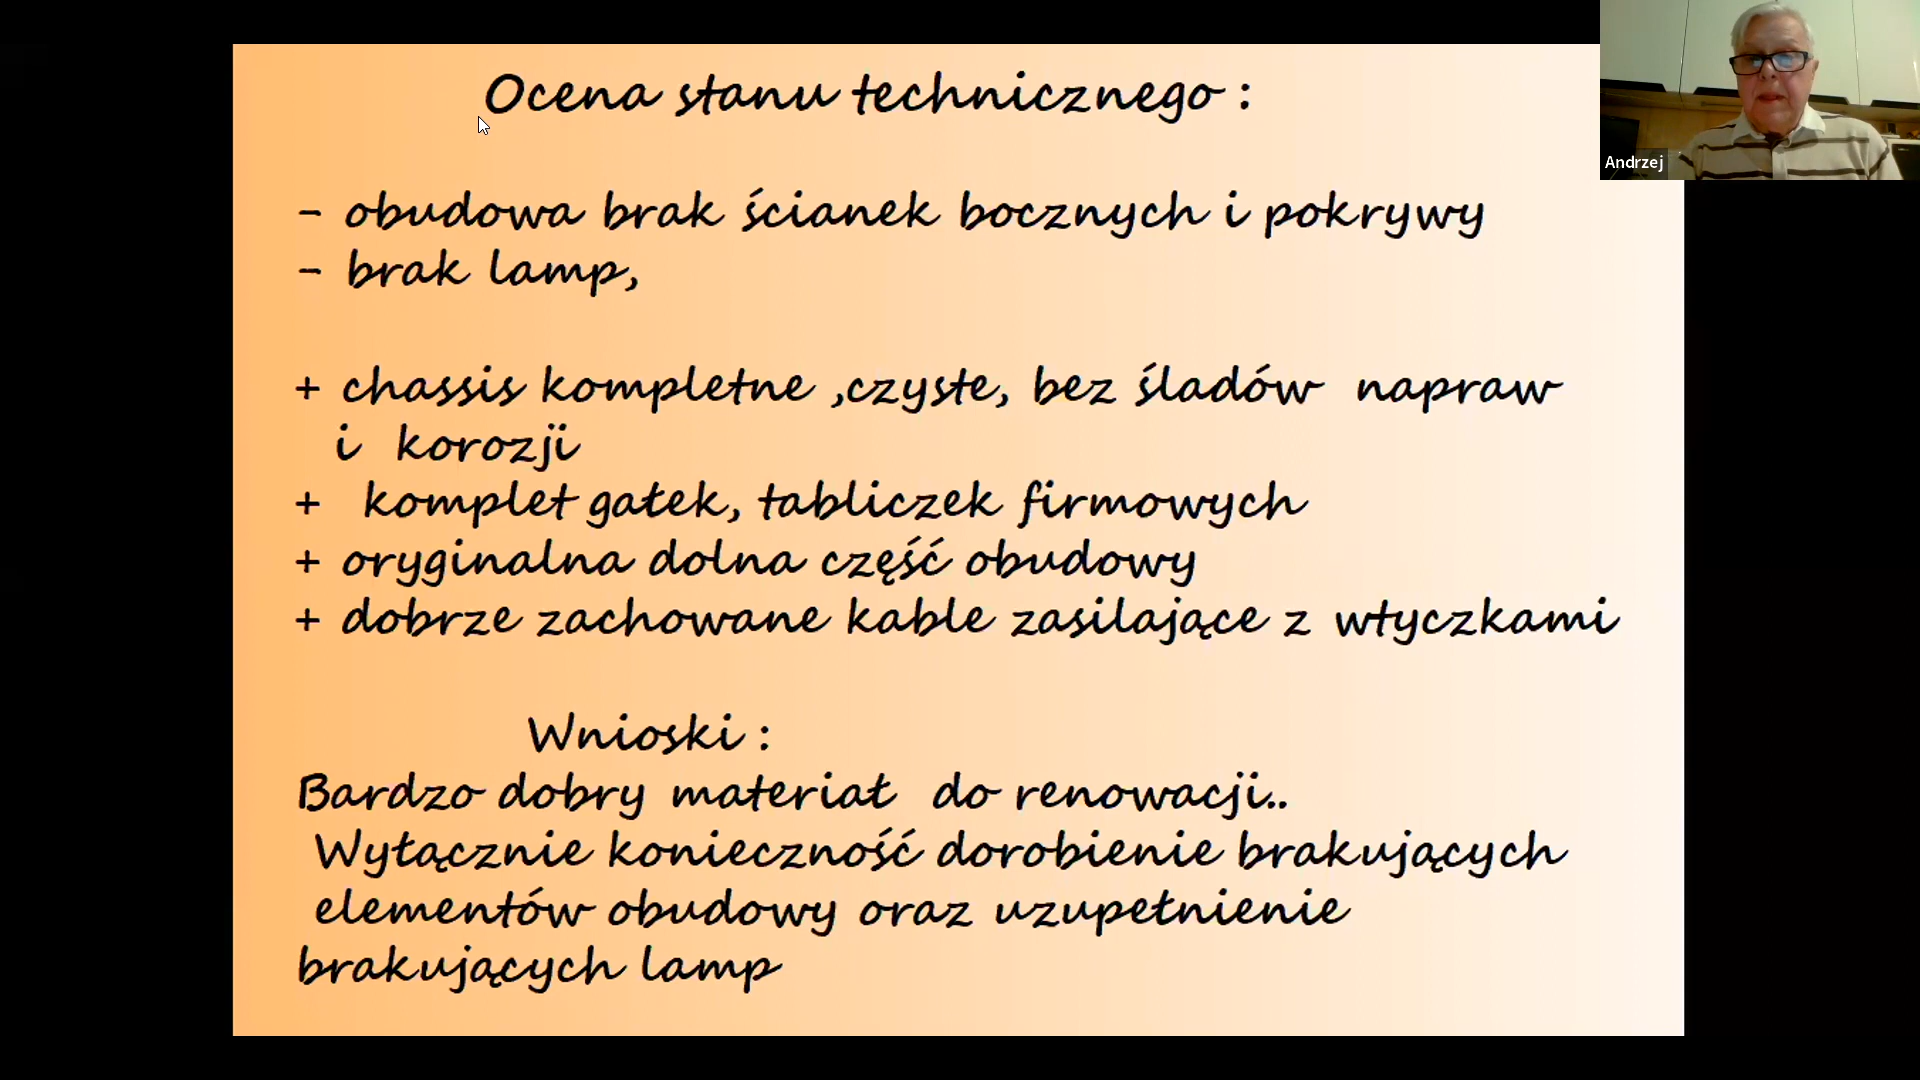 Ocena stanu technicznego :
Andrzej
- obudowa brak ścianek bocznych i pokrywy
- brak lamp,
+ chassis kompletne ,czyste, bez śladów napraw
i korozji
+ komplet gałek, tabliczek firmowych
+ oryginalna dolna część obudowy
+ dobrze zachowane kable zasilające z wtyczkami
Wnioski :
Bardzo dobry materiał do renowacji..
Wyłącznie konieczność dorobienie brakujących
elementów obudowy oraz uzupełnienie
brakujących lamp